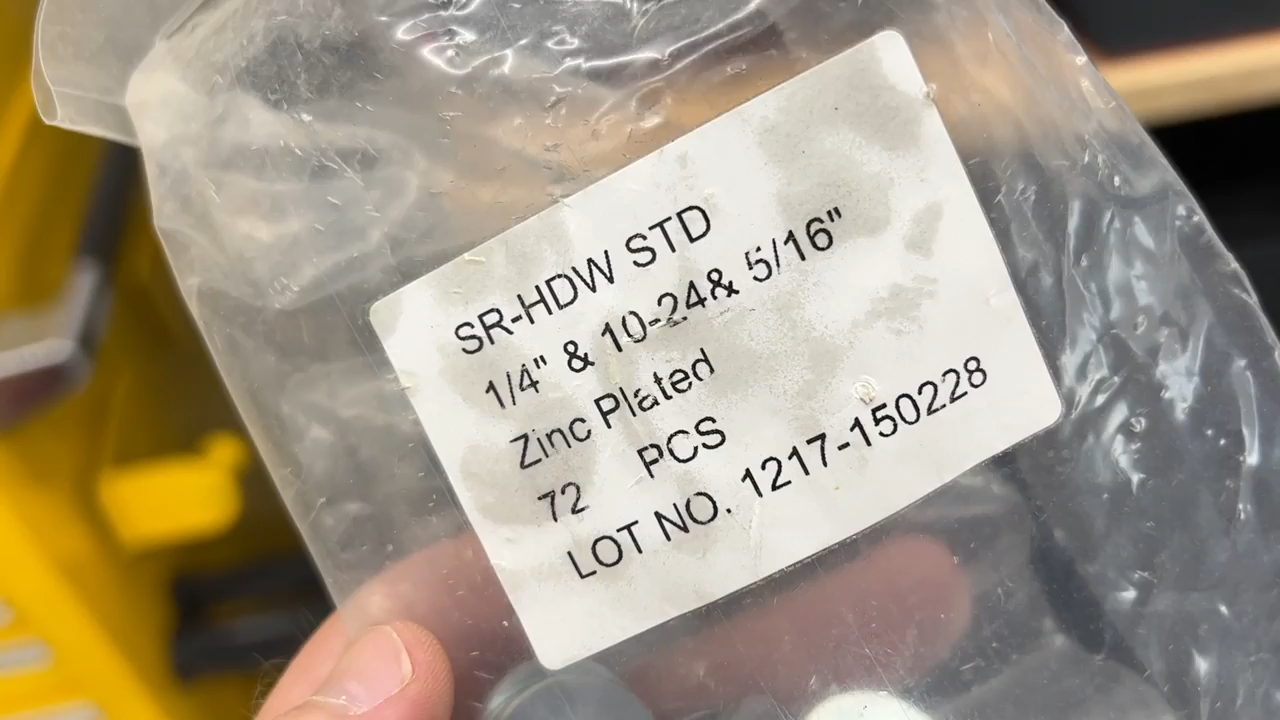 SR-HDW STD
1/4" & 10-24& 5/16"
Zinc Plated
72 PCS
LOT NO. 1217-150228